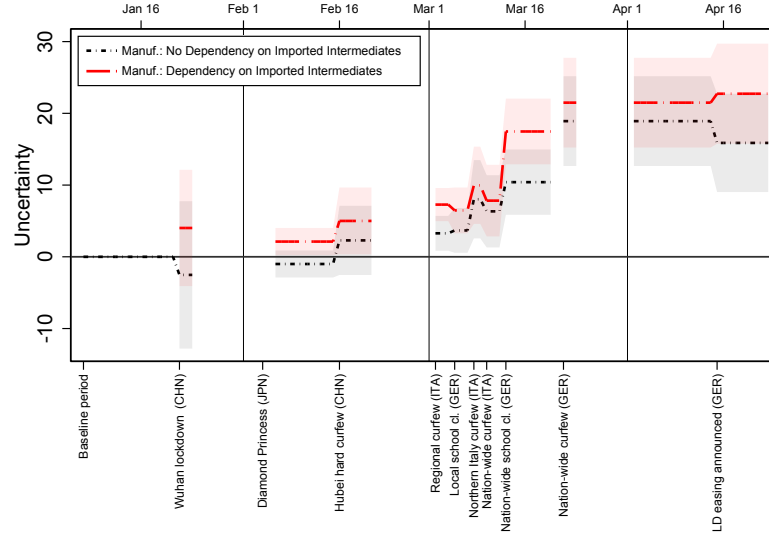 Jan 16 Feb 1 Feb 16 Mar 1 Mar 16 Apr 1 Apr 16
Manuf.: No Dependency on Imported Intermediates
Manuf.: Dependency on Imported Intermediates
Uncertainty
30
20
10
0
-10
Baseline period
Wuhan lockdown (CHN)
Diamond Princess (JPN)
Hubei hard curfew (CHN)
Regional curfew (ITA)
Local school cl. (GER)
Northern Italy curfew (ITA)
Nation-wide curfew (ITA)
Nation-wide school cl. (GER)
Nation-wide curfew (GER)
LD easing announced (GER)